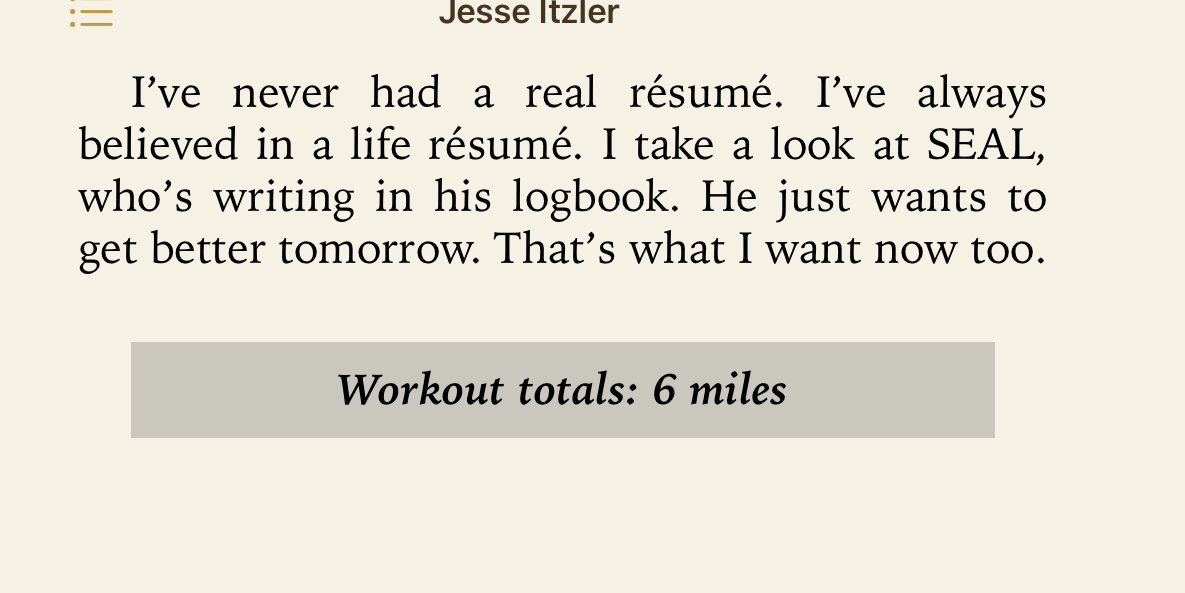 Jesse Itzler
I’ve never had a real résumé. I’ve always
believed in a life résumé. I take a look at SEAL,
who’s writing in his logbook. He just wants to
get better tomorrow. That’s what I want now too.
Workout totals: 6 miles